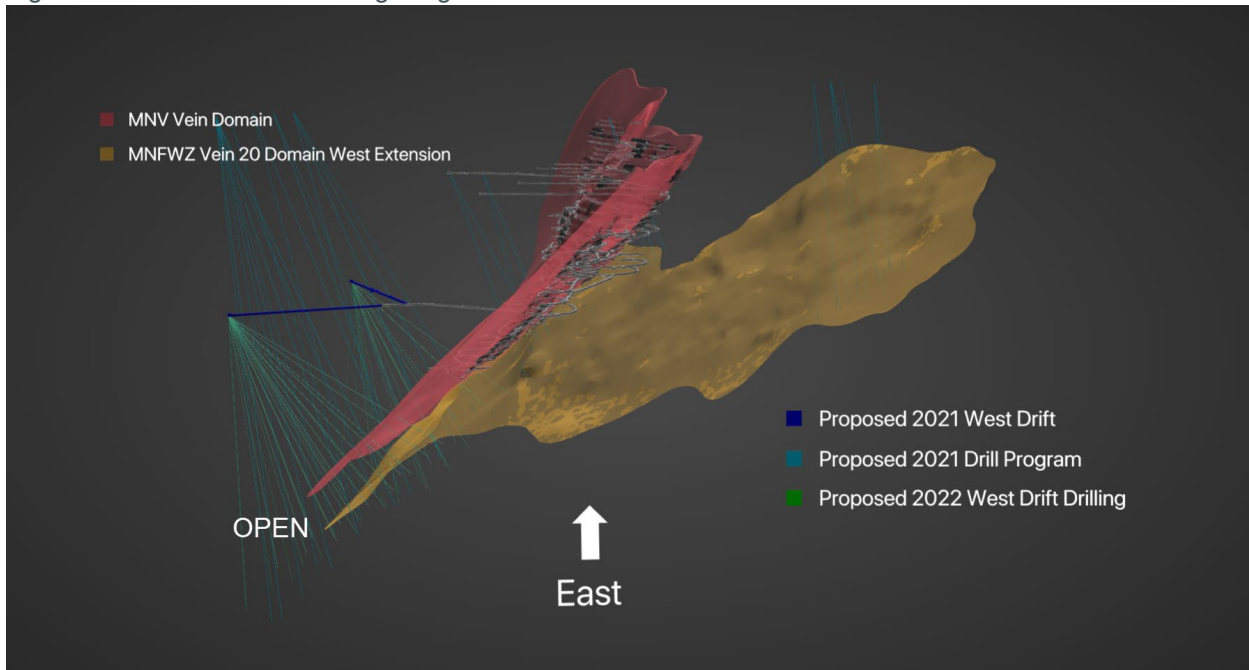 MNV Vein Domain
MNFWZ Vein 20 Domain West Extension
Proposed 2021 West Drift
Proposed 2021 Drill Program
Proposed 2022 West Drift Drilling
OPEN
East